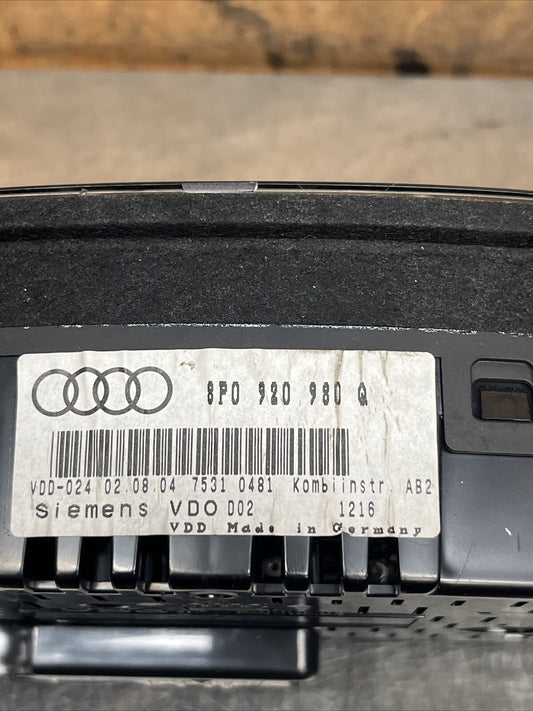 8P0 920 980 Q
VDD-024 02.08.04 7531 0481 Kombiinstr. AB2
Siemens VDO D02 1216
VDD Made in Germany